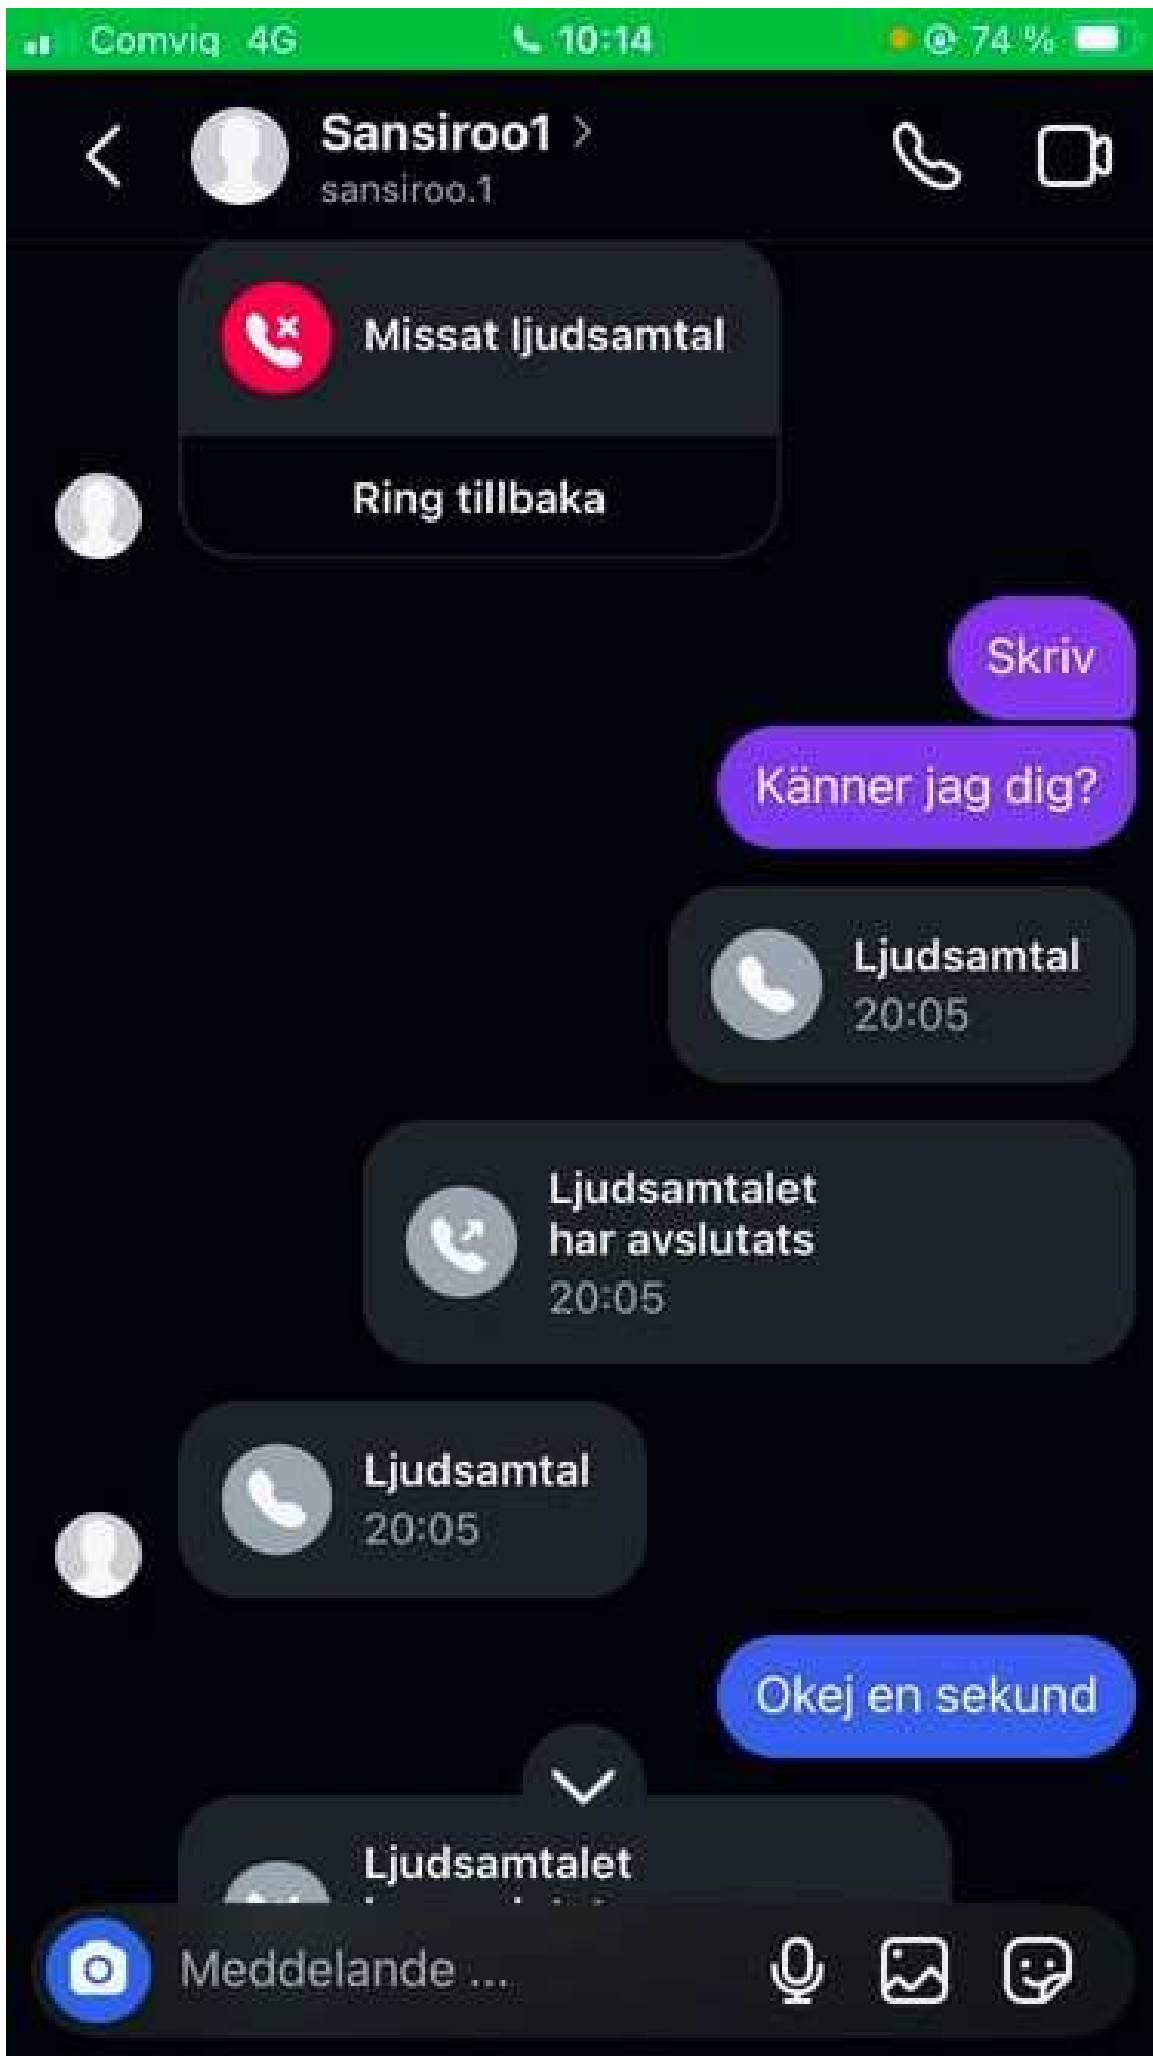 Comviq 4G 10:14 74 %
Sansiroo1
sansiroo.1
Missat ljudsamtal
Ring tillbaka
Skriv
Känner jag dig?
Ljudsamtal
20:05
Ljudsamtalet
har avslutats
20:05
Ljudsamtal
20:05
Okej en sekund
Ljudsamtalet
Meddelande ...